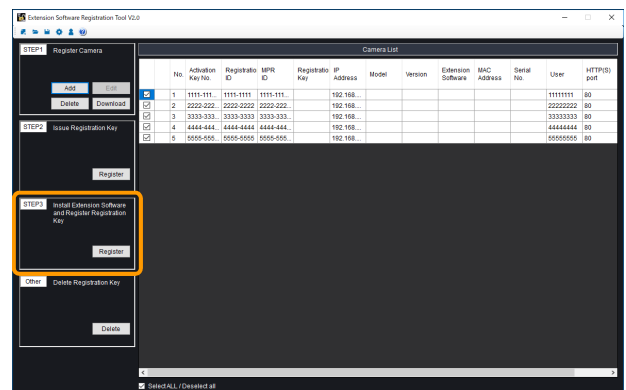 Extension Software Registration Tool V2.0
STEP1 Register Camera
Add Edit
Delete Download
STEP2 Issue Registration Key
Register
STEP3 Install Extension Software
and Register Registration
Key
Register
Other Delete Registration Key
Delete
Camera List
No. Activation Key No. Registratio ID MPR ID Registratio Key IP Address Model Version Extension Software MAC Address Serial No. User HTTP(S) port
1 1111-111... 1111-1111 1111-111... 192.168.... 11111111 80
2 2222-222... 2222-2222 2222-222... 192.168.... 22222222 80
3 3333-333... 3333-3333 3333-333... 192.168.... 33333333 80
4 4444-444... 4444-4444 4444-444... 192.168.... 44444444 80
5 5555-555... 5555-5555 5555-555... 192.168.... 55555555 80
Select ALL / Deselect all